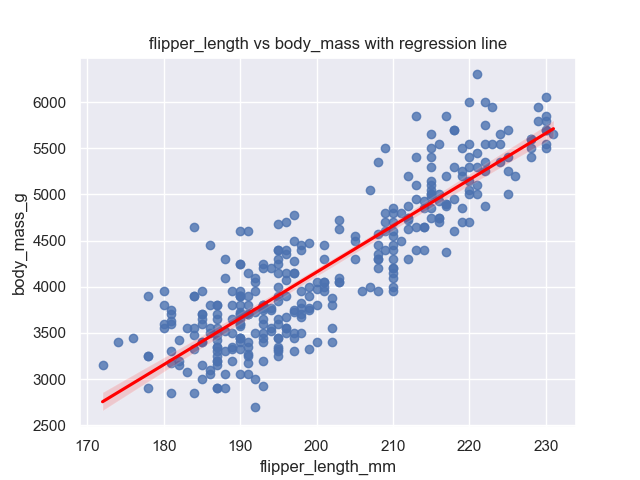 flipper_length vs body_mass with regression line
6000
5500
5000
4500
4000
3500
3000
2500
body_mass_g
170 180 190 200 210 220 230
flipper_length_mm